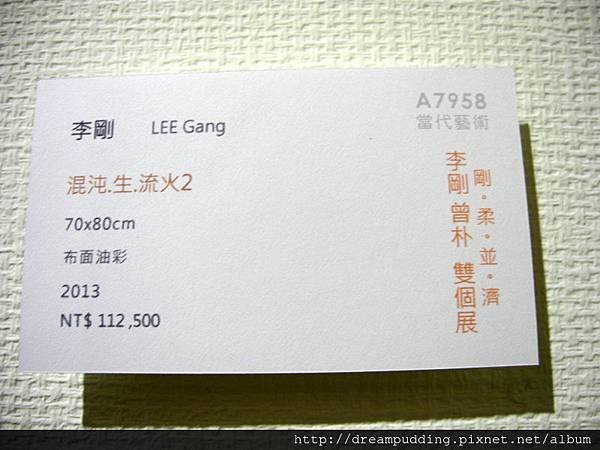 李剛 LEE Gang
混沌.生.流火2
70x80cm
布面油彩
2013
NT$ 112,500
A7958
當代藝術
剛・柔・並・濟
李剛 曾朴 雙個展
http://dreampudding.pixnet.net/album